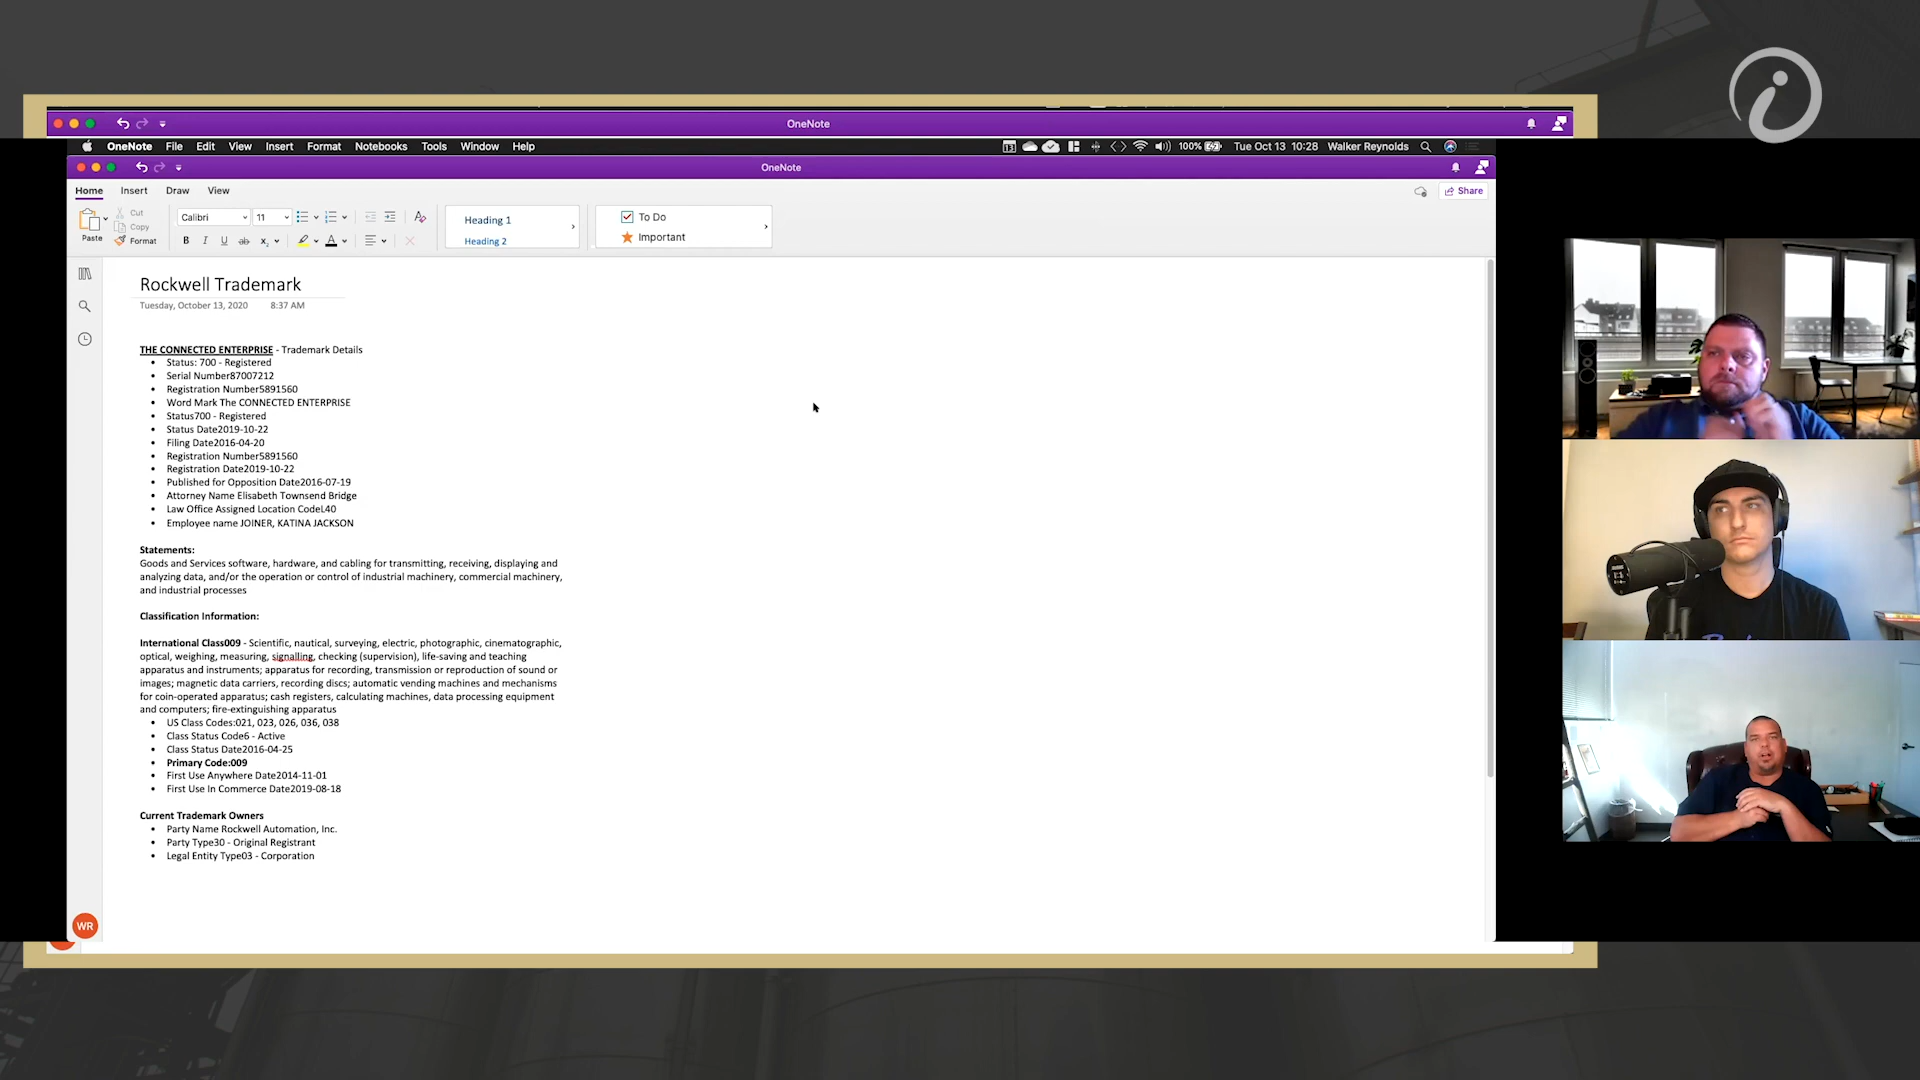 OneNote
OneNote File Edit View Insert Format Notebooks Tools Window Help 13 100% Tue Oct 13 10:28 Walker Reynolds
OneNote
Home Insert Draw View Share
Paste Cut Copy Format Calibri 11 Heading 1 Heading 2 To Do Important
B I U ab x₂ A
Rockwell Trademark
Tuesday, October 13, 2020 8:37 AM
THE CONNECTED ENTERPRISE - Trademark Details
• Status: 700 - Registered
• Serial Number87007212
• Registration Number5891560
• Word Mark The CONNECTED ENTERPRISE
• Status700 - Registered
• Status Date2019-10-22
• Filing Date2016-04-20
• Registration Number5891560
• Registration Date2019-10-22
• Published for Opposition Date2016-07-19
• Attorney Name Elisabeth Townsend Bridge
• Law Office Assigned Location CodeL40
• Employee name JOINER, KATINA JACKSON
Statements:
Goods and Services software, hardware, and cabling for transmitting, receiving, displaying and
analyzing data, and/or the operation or control of industrial machinery, commercial machinery,
and industrial processes
Classification Information:
International Class009 - Scientific, nautical, surveying, electric, photographic, cinematographic,
optical, weighing, measuring, signalling, checking (supervision), life-saving and teaching
apparatus and instruments; apparatus for recording, transmission or reproduction of sound or
images; magnetic data carriers, recording discs; automatic vending machines and mechanisms
for coin-operated apparatus; cash registers, calculating machines, data processing equipment
and computers; fire-extinguishing apparatus
• US Class Codes:021, 023, 026, 036, 038
• Class Status Code6 - Active
• Class Status Date2016-04-25
• Primary Code:009
• First Use Anywhere Date2014-11-01
• First Use In Commerce Date2019-08-18
Current Trademark Owners
• Party Name Rockwell Automation, Inc.
• Party Type30 - Original Registrant
• Legal Entity Type03 - Corporation
WR